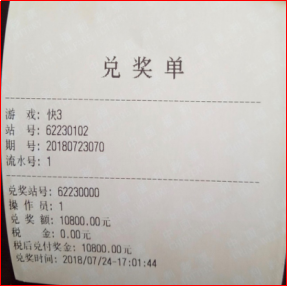 兑奖单
游 戏: 快3
站 号: 62230102
期 号: 20180723070
流水号: 1
兑奖站号: 62230000
操 作 员: 1
兑 奖 额: 10800.00元
税 金: 0.00元
税后兑付奖金: 10800.00元
兑奖时间: 2018/07/24-17:01:44